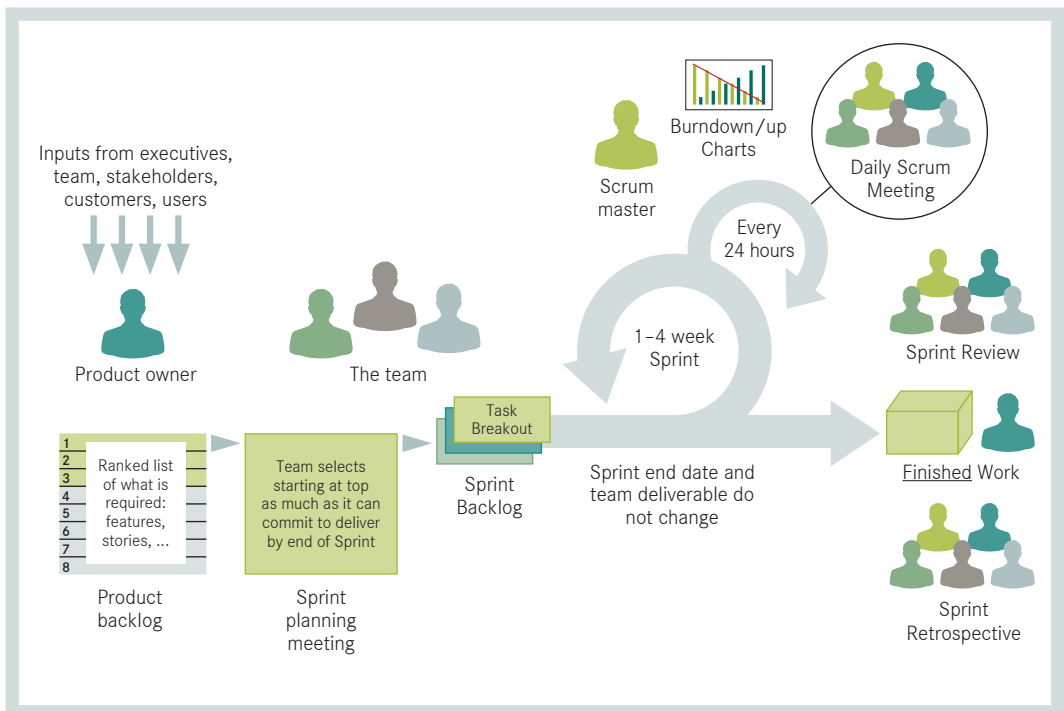 Inputs from executives,
team, stakeholders,
customers, users
Product owner
The team
Scrum
master
Burndown/up
Charts
Daily Scrum
Meeting
Every
24 hours
1–4 week
Sprint
Sprint Review
1
2
3
4
5
6
7
8
Ranked list
of what is
required:
features,
stories, ...
Product
backlog
Team selects
starting at top
as much as it can
commit to deliver
by end of Sprint
Sprint
planning
meeting
Task
Breakout
Sprint
Backlog
Sprint end date and
team deliverable do
not change
Finished Work
Sprint
Retrospective